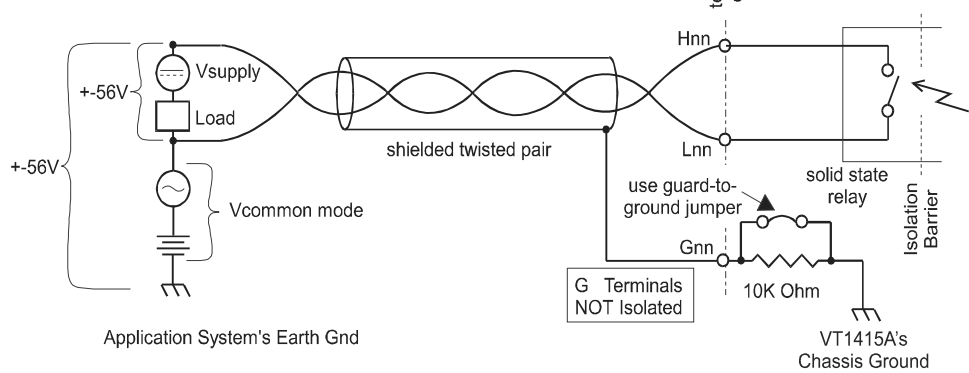 Hnn
Vsupply
+-56V
Load
+-56V
shielded twisted pair
Lnn
solid state
relay
use guard-to-
ground jumper
Vcommon mode
Isolation
Barrier
Gnn
G Terminals
NOT Isolated
10K Ohm
Application System's Earth Gnd
VT1415A's
Chassis Ground